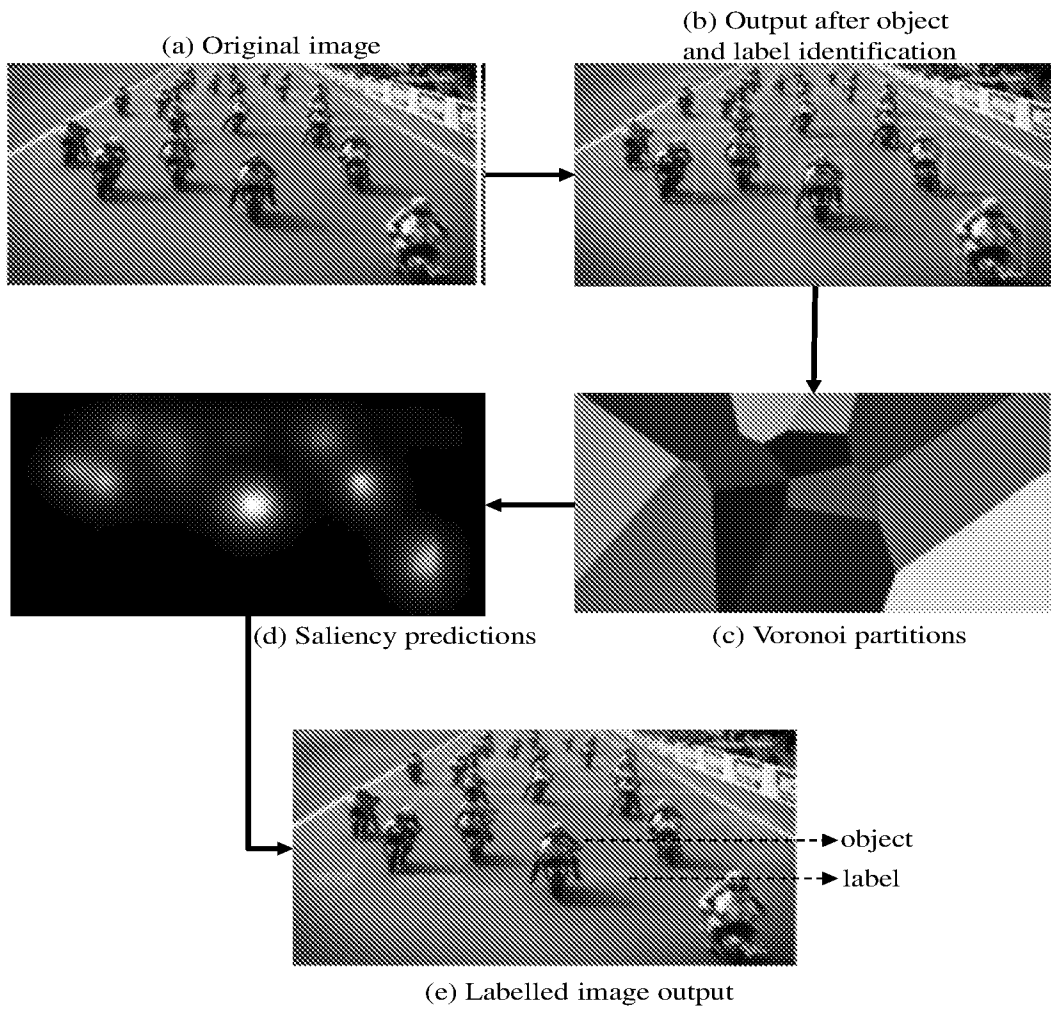 (a) Original image
(b) Output after object
and label identification
(d) Saliency predictions
(c) Voronoi partitions
object
label
(e) Labelled image output